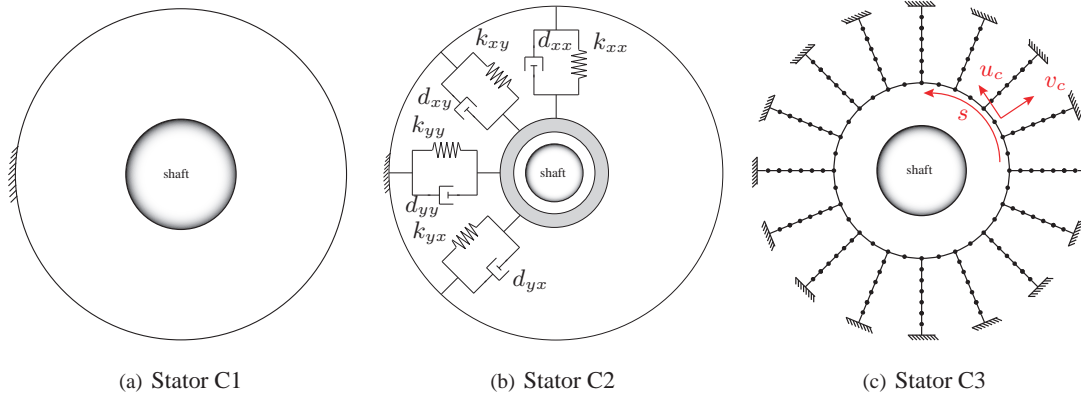 shaft
(a) Stator C1
k_{xy}
d_{xx}
k_{xx}
d_{xy}
k_{yy}
d_{yy}
k_{yx}
d_{yx}
shaft
(b) Stator C2
u_c
v_c
s
shaft
(c) Stator C3